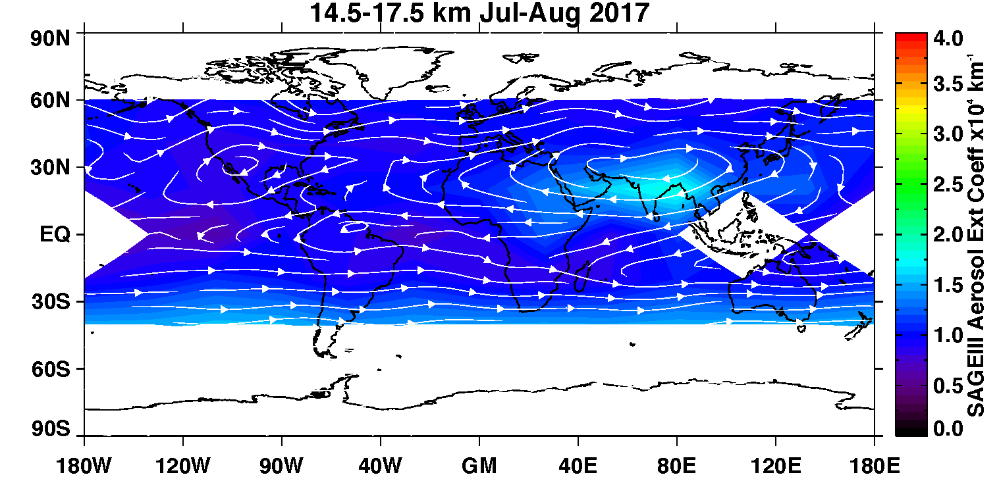 14.5-17.5 km Jul-Aug 2017
90N
60N
30N
EQ
30S
60S
90S
180W 120W 90W 40W GM 40E 80E 120E 180E
4.0
3.5
3.0
2.5
2.0
1.5
1.0
0.5
0.0
SAGEIII Aerosol Ext Coeff x10⁴ km⁻¹